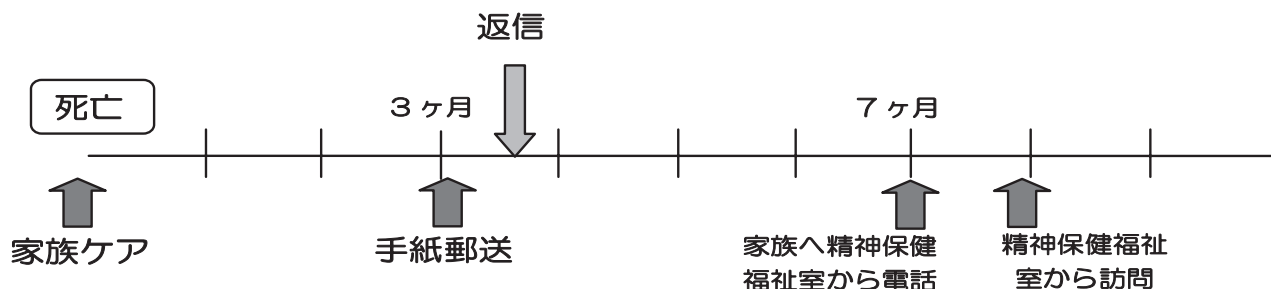 返信
死亡
3ヶ月
7ヶ月
家族ケア
手紙郵送
家族へ精神保健
福祉室から電話
精神保健福祉
室から訪問